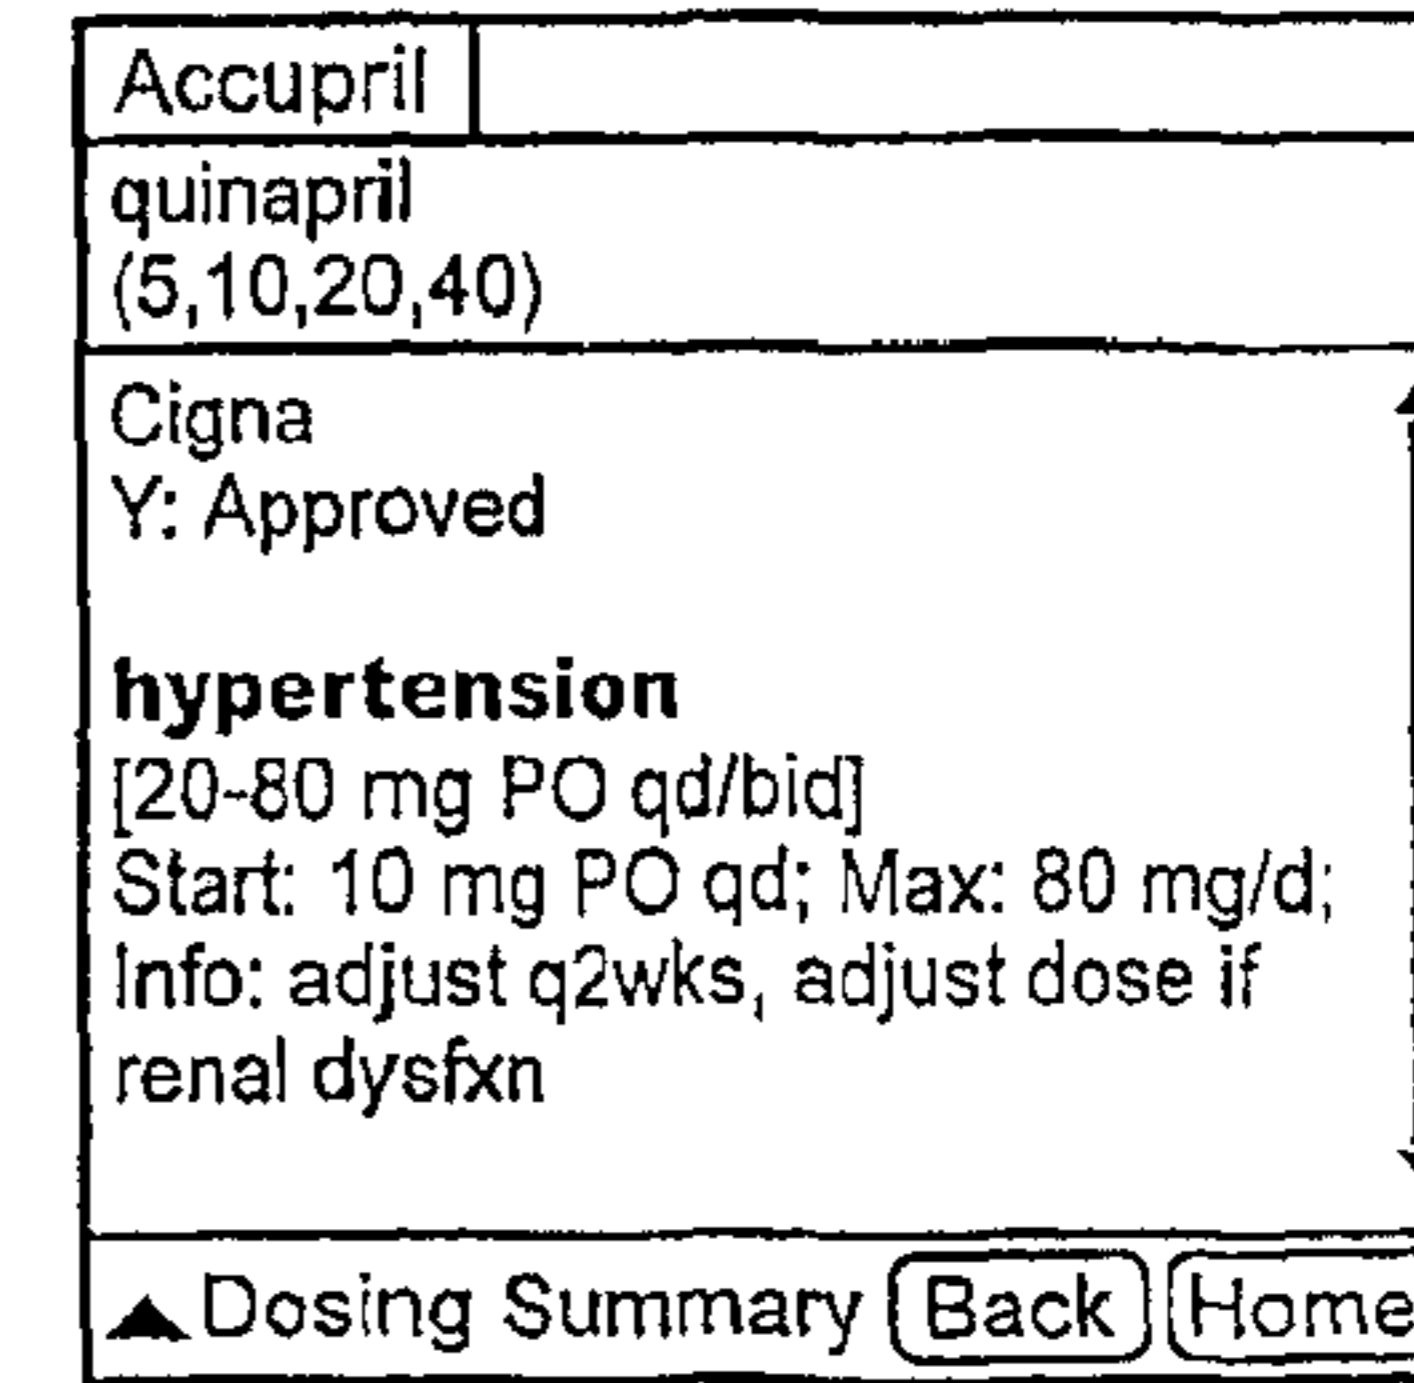 Accupril
quinapril
(5,10,20,40)
Cigna
Y: Approved
hypertension
[20-80 mg PO qd/bid]
Start: 10 mg PO qd; Max: 80 mg/d;
Info: adjust q2wks, adjust dose if
renal dysfxn
Dosing Summary Back Home